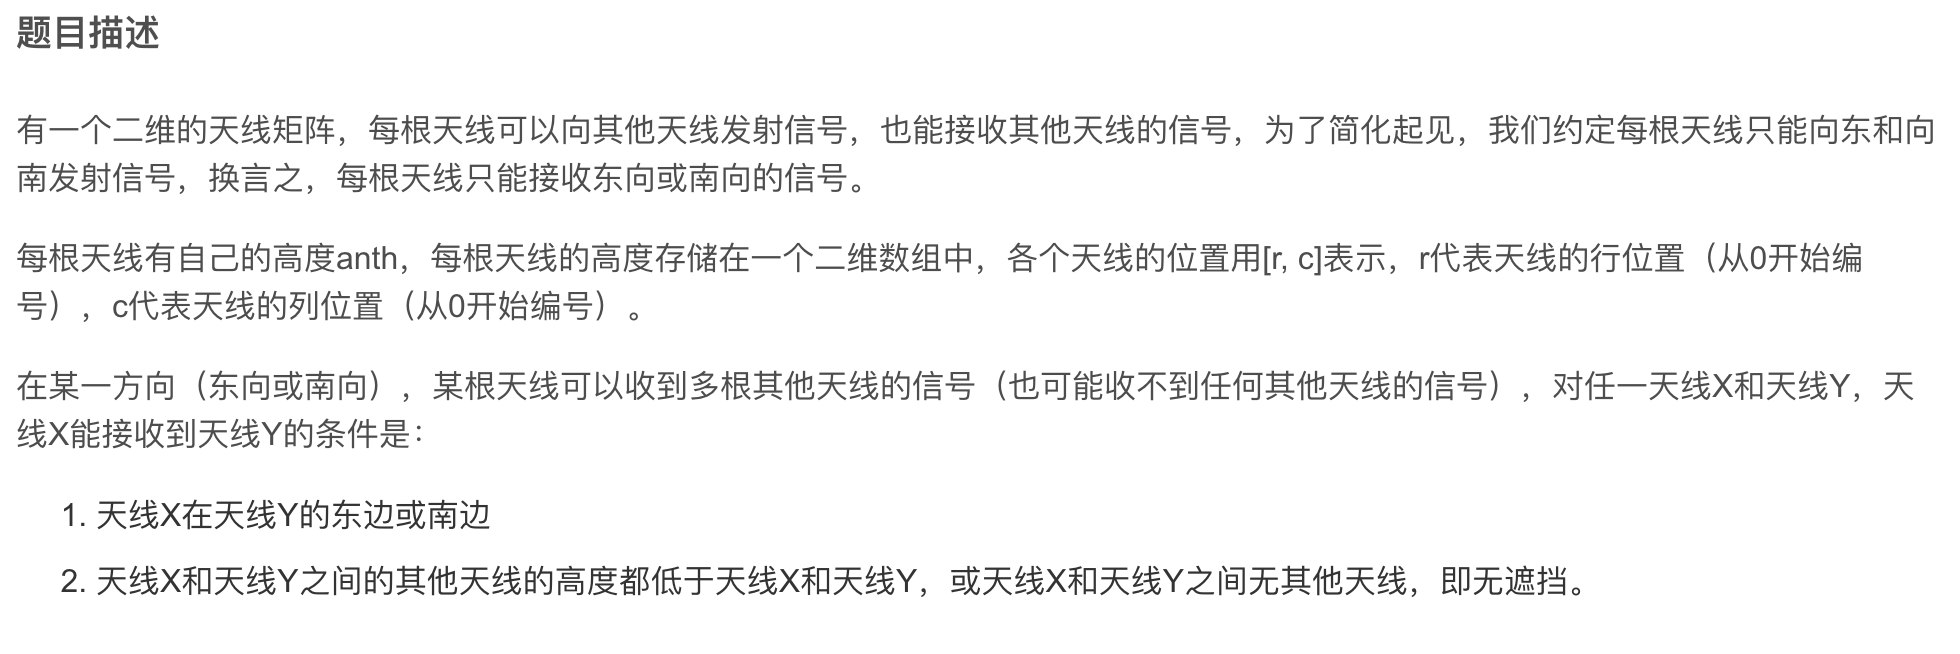 题目描述
有一个二维的天线矩阵，每根天线可以向其他天线发射信号，也能接收其他天线的信号，为了简化起见，我们约定每根天线只能向东和向
南发射信号，换言之，每根天线只能接收东向或南向的信号。
每根天线有自己的高度anth，每根天线的高度存储在一个二维数组中，各个天线的位置用[r, c]表示，r代表天线的行位置（从0开始编
号），c代表天线的列位置（从0开始编号）。
在某一方向（东向或南向），某根天线可以收到多根其他天线的信号（也可能收不到任何其他天线的信号），对任一天线X和天线Y，天
线X能接收到天线Y的条件是：
1. 天线X在天线Y的东边或南边
2. 天线X和天线Y之间的其他天线的高度都低于天线X和天线Y，或天线X和天线Y之间无其他天线，即无遮挡。